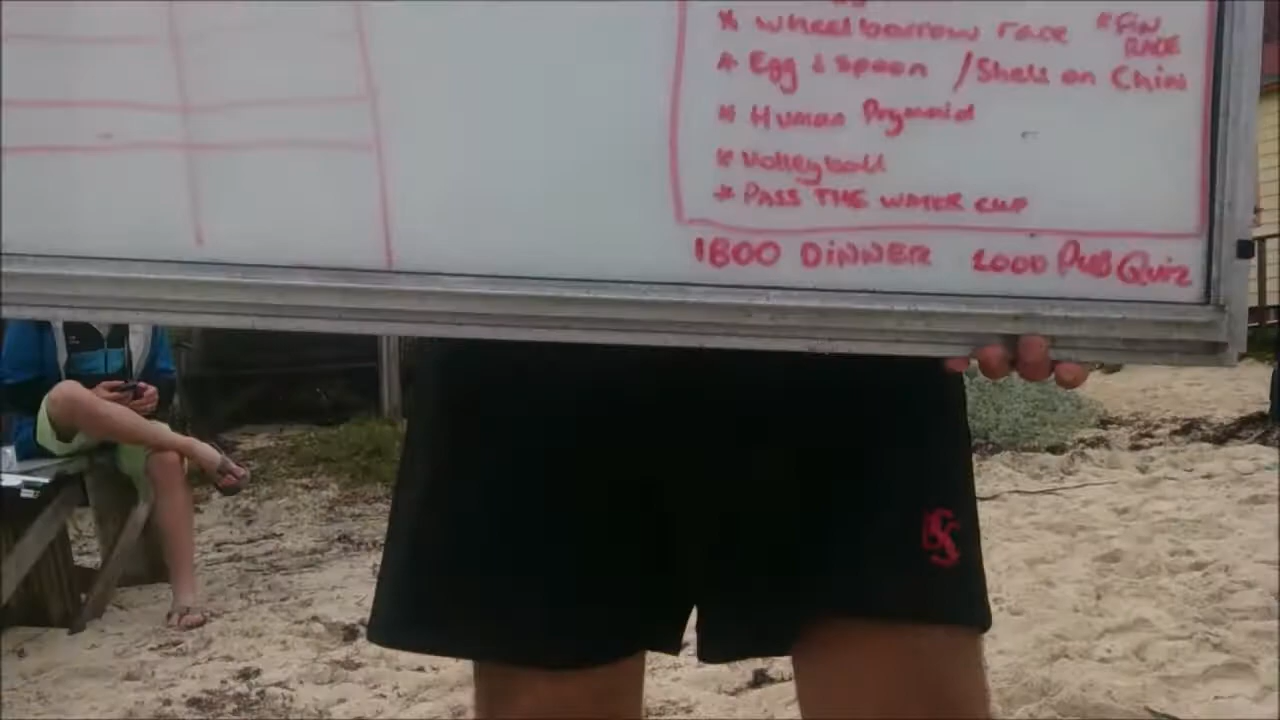 * Wheelbarrow race *FIN RACE
* Egg & Spoon / Shells on Chins
* Human Prymaid
* Volleyball
* PASS THE WATER CUP
1800 DINNER 2000 PUB Quiz